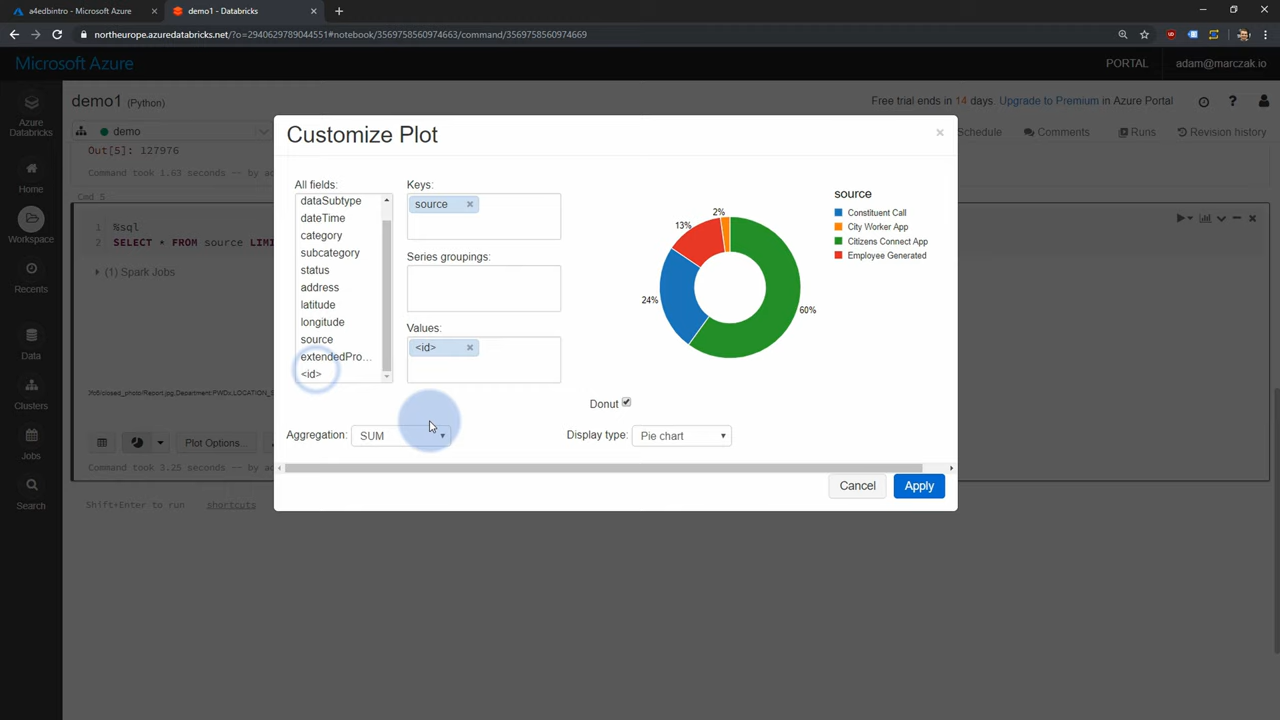 a4edbintro - Microsoft Azure
demo1 - Databricks
northeurope.azuredatabricks.net/?o=2940629789044551#notebook/3569758560974663/command/3569758560974669
Microsoft Azure
PORTAL
adam@marczak.io
Azure
Databricks
Home
Workspace
Recents
Data
Clusters
Jobs
Search
demo1 (Python)
Free trial ends in 14 days. Upgrade to Premium in Azure Portal
demo
Schedule
Comments
Runs
Revision history
Out[5]: 127976
Command took 1.63 seconds -- by a
Cmd 5
1 %sql
2 SELECT * FROM source LIMI
(1) Spark Jobs
Plot Options...
Command took 3.25 seconds -- by a
Shift+Enter to run shortcuts
Customize Plot
All fields:
dataSubtype
dateTime
category
subcategory
status
address
latitude
longitude
source
extendedPro...
<id>
Keys:
source
Series groupings:
Values:
<id>
Aggregation: SUM
source
Constituent Call
City Worker App
Citizens Connect App
Employee Generated
2%
13%
24%
60%
Donut
Display type: Pie chart
Cancel
Apply